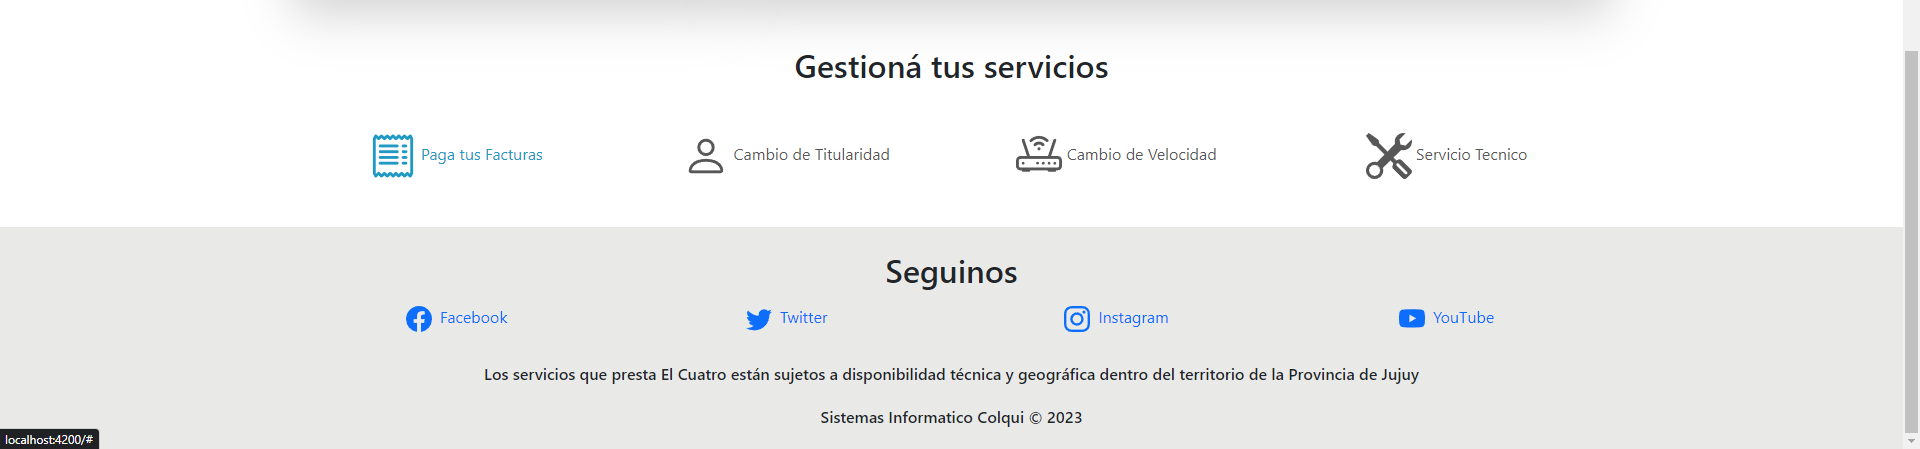 Gestioná tus servicios
Paga tus Facturas
Cambio de Titularidad
Cambio de Velocidad
Servicio Tecnico
Seguinos
Facebook
Twitter
Instagram
YouTube
Los servicios que presta El Cuatro están sujetos a disponibilidad técnica y geográfica dentro del territorio de la Provincia de Jujuy
Sistemas Informatico Colqui © 2023
localhost:4200/#